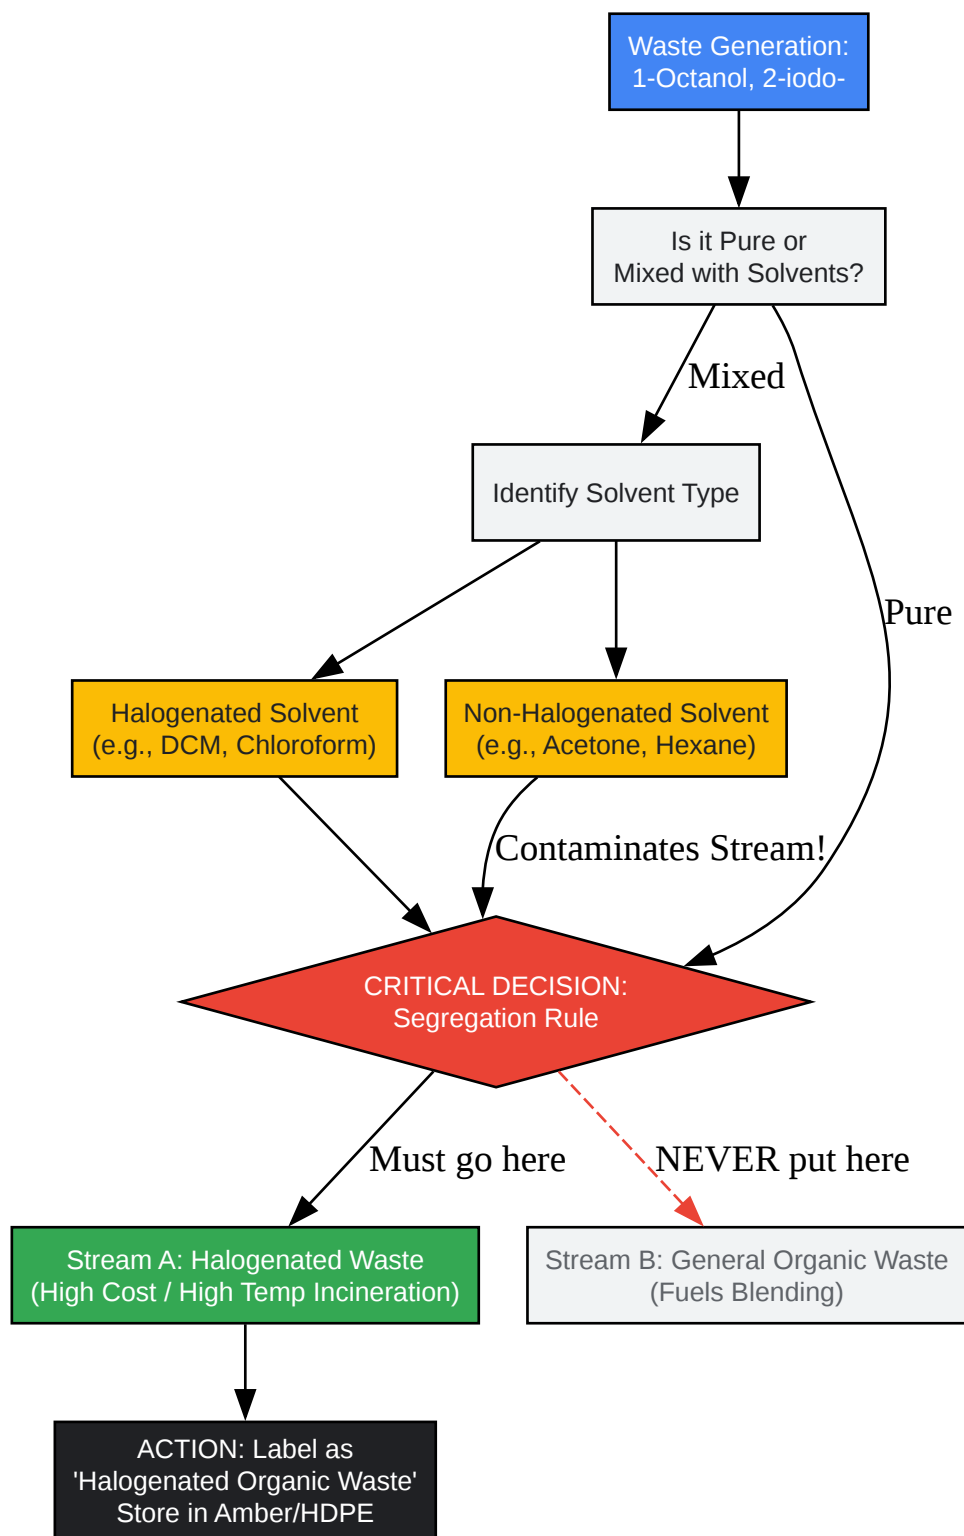 Waste Generation:
1-Octanol, 2-iodo-
Is it Pure or
Mixed with Solvents?
Mixed
Identify Solvent Type
Pure
Halogenated Solvent
(e.g., DCM, Chloroform)
Non-Halogenated Solvent
(e.g., Acetone, Hexane)
Contaminates Stream!
CRITICAL DECISION:
Segregation Rule
Must go here
NEVER put here
Stream A: Halogenated Waste
(High Cost / High Temp Incineration)
Stream B: General Organic Waste
(Fuels Blending)
ACTION: Label as
'Halogenated Organic Waste'
Store in Amber/HDPE